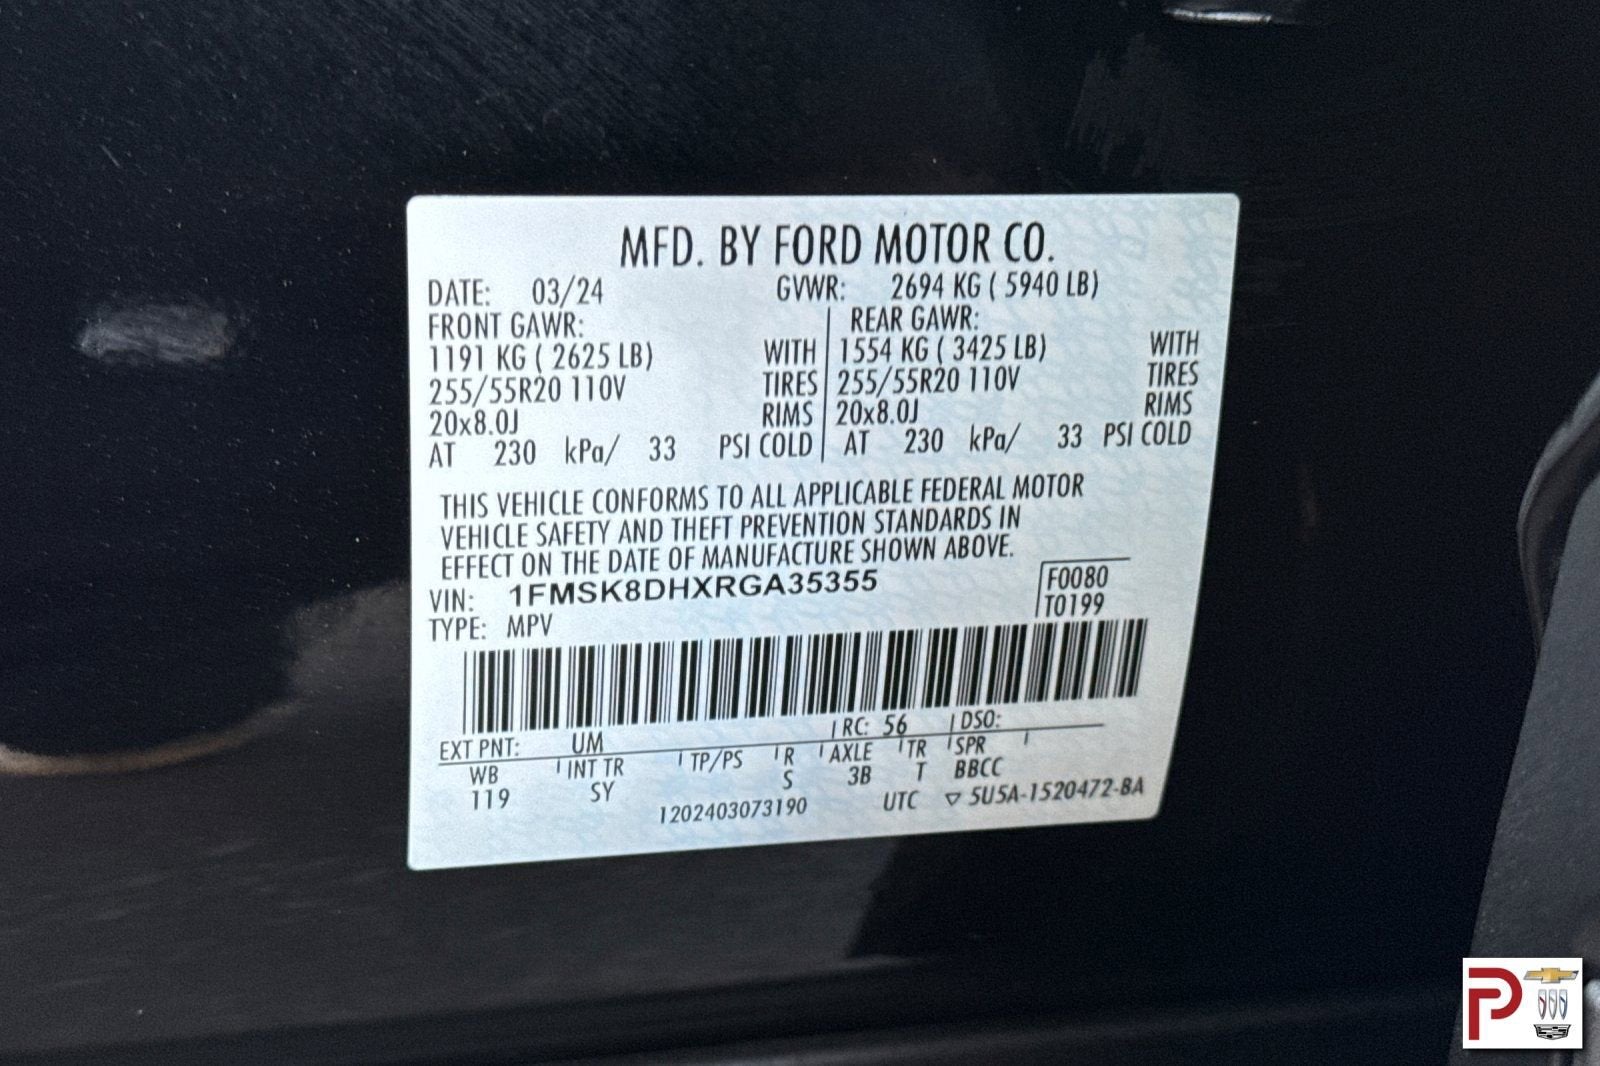 MFD. BY FORD MOTOR CO.
DATE: 03/24 GVWR: 2694 KG ( 5940 LB)
FRONT GAWR: REAR GAWR:
1191 KG ( 2625 LB) WITH 1554 KG ( 3425 LB) WITH
255/55R20 110V TIRES 255/55R20 110V TIRES
20x8.0J RIMS 20x8.0J RIMS
AT 230 kPa/ 33 PSI COLD AT 230 kPa/ 33 PSI COLD
THIS VEHICLE CONFORMS TO ALL APPLICABLE FEDERAL MOTOR
VEHICLE SAFETY AND THEFT PREVENTION STANDARDS IN
EFFECT ON THE DATE OF MANUFACTURE SHOWN ABOVE.
VIN: 1FMSK8DHXRGA35355 F0080
TYPE: MPV T0199
EXT PNT: UM RC: 56 DSO:
WB INT TR TP/PS R AXLE TR SPR
119 SY S 3B T BBCC
1202403073190 UTC ▽ 5U5A-1520472-BA
P